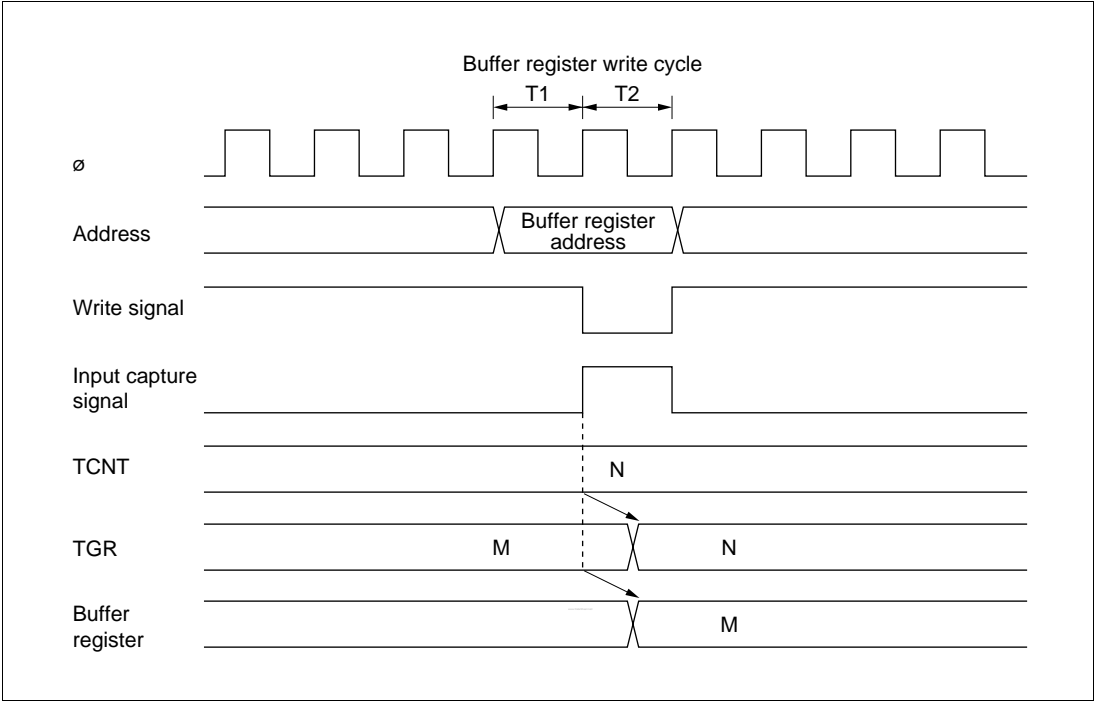 Buffer register write cycle
T1 T2
ø
Address
Buffer register
address
Write signal
Input capture
signal
TCNT
N
TGR
M N
Buffer
register
M